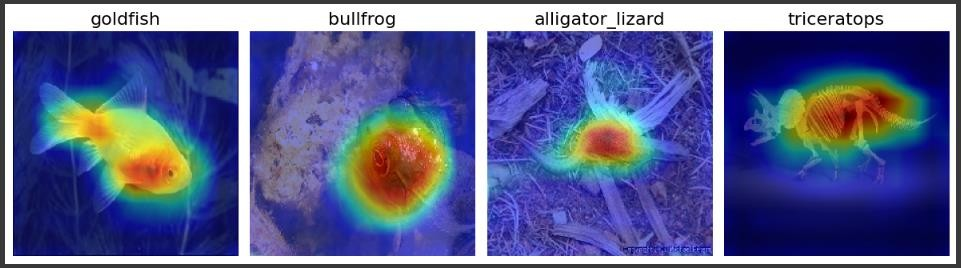 goldfish
bullfrog
alligator_lizard
triceratops